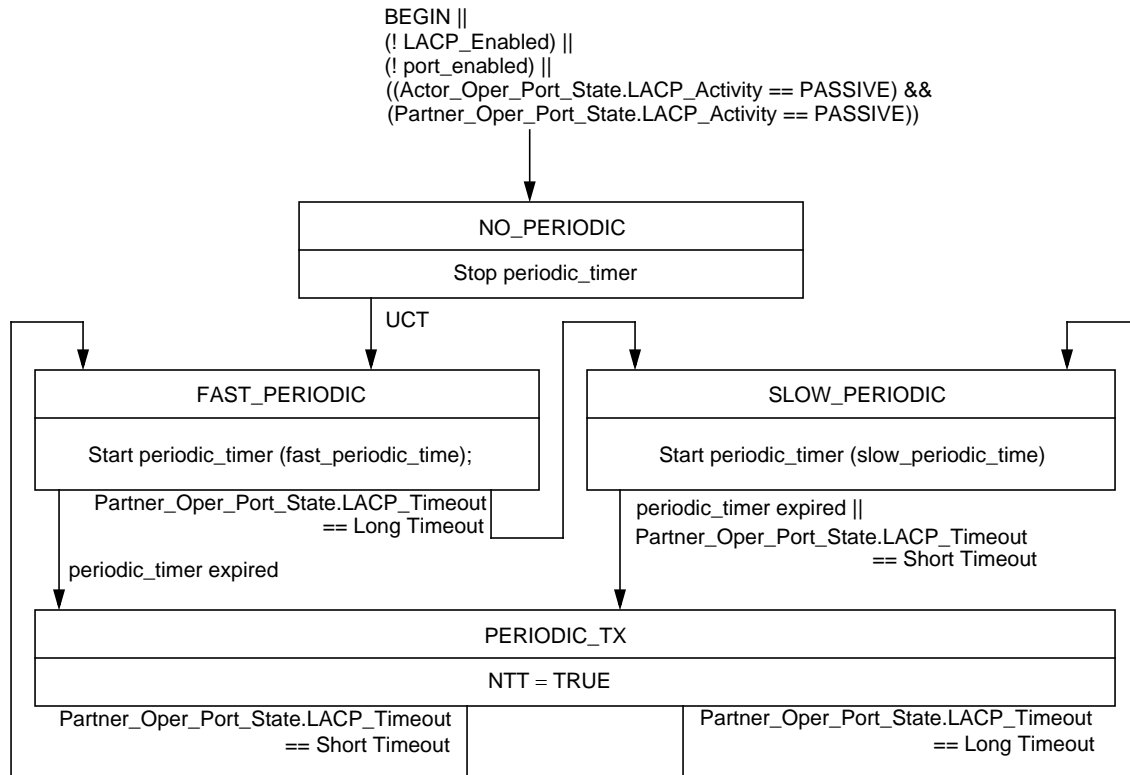 BEGIN ||
(! LACP_Enabled) ||
(! port_enabled) ||
((Actor_Oper_Port_State.LACP_Activity == PASSIVE) &&
(Partner_Oper_Port_State.LACP_Activity == PASSIVE))
NO_PERIODIC
Stop periodic_timer
UCT
FAST_PERIODIC
Start periodic_timer (fast_periodic_time);
SLOW_PERIODIC
Start periodic_timer (slow_periodic_time)
Partner_Oper_Port_State.LACP_Timeout
== Long Timeout
periodic_timer expired
periodic_timer expired ||
Partner_Oper_Port_State.LACP_Timeout
== Short Timeout
PERIODIC_TX
NTT = TRUE
Partner_Oper_Port_State.LACP_Timeout
== Short Timeout
Partner_Oper_Port_State.LACP_Timeout
== Long Timeout